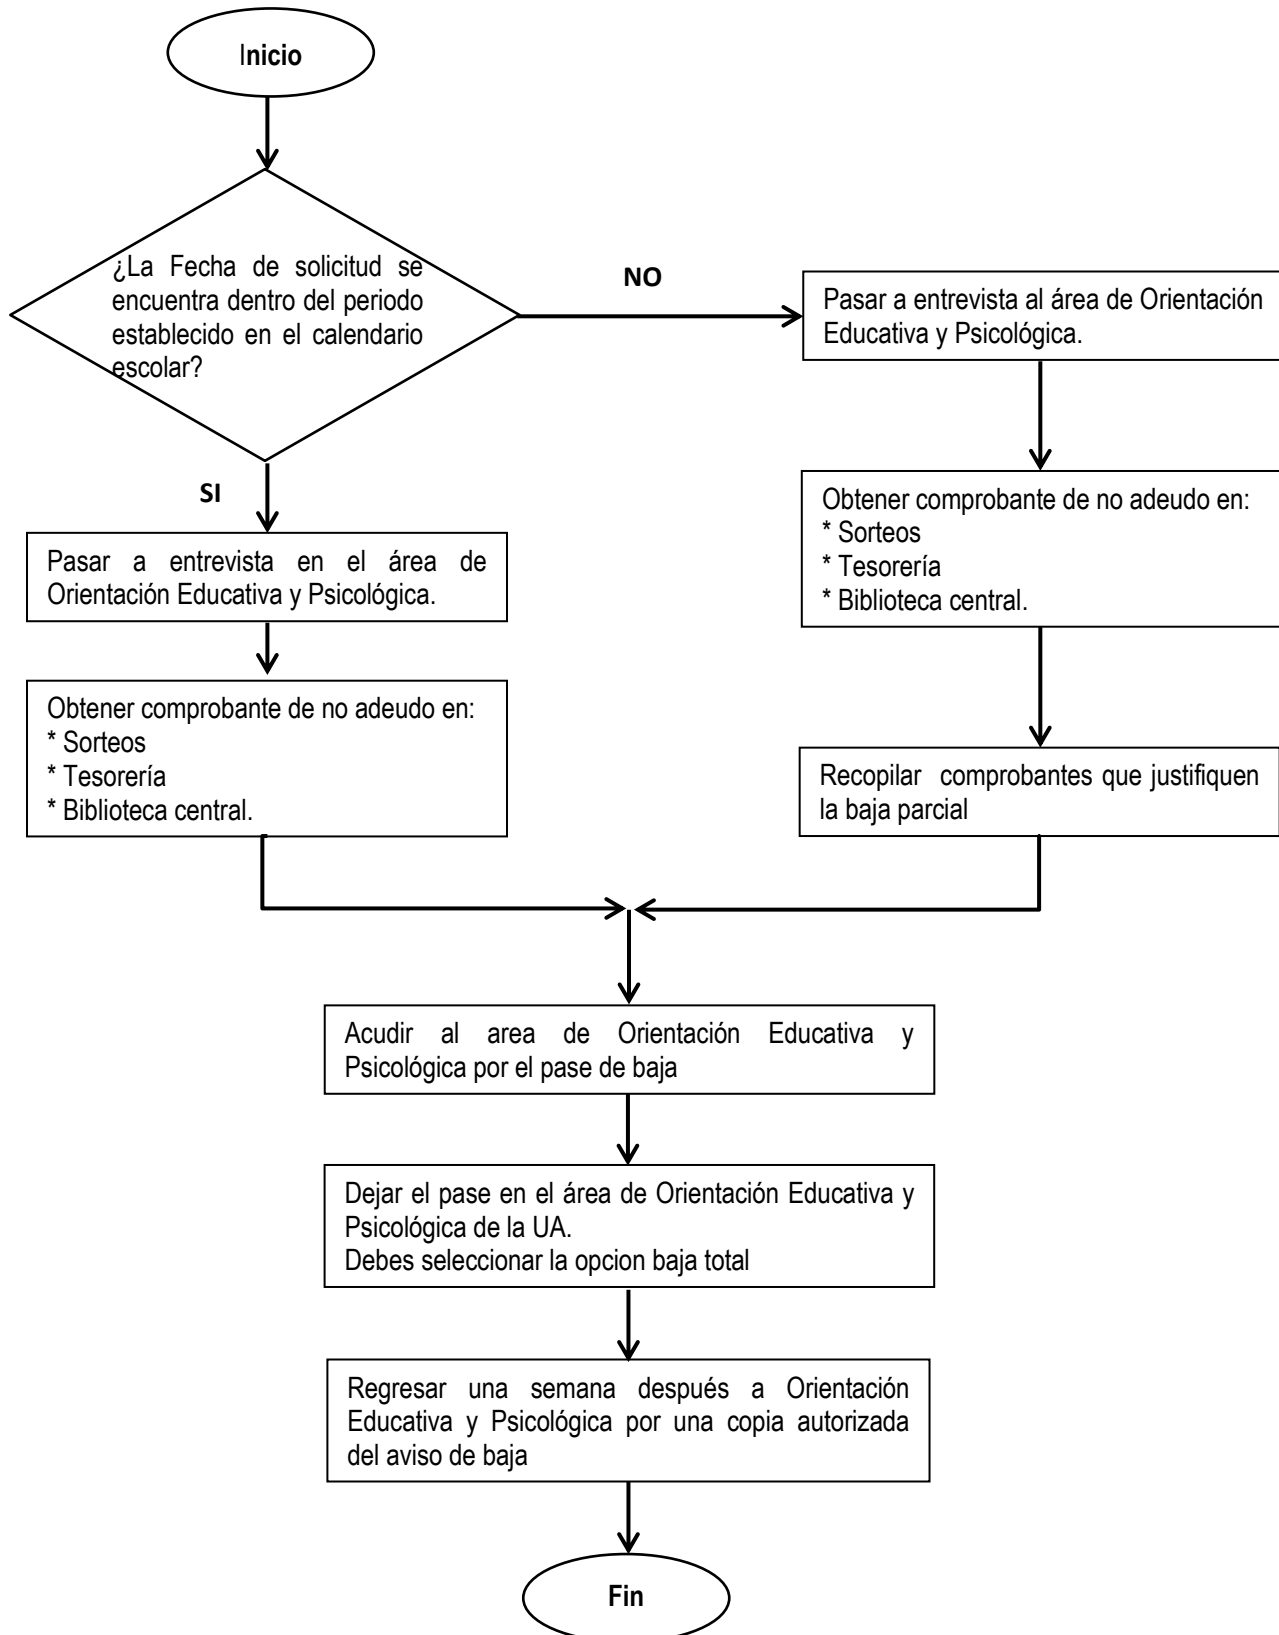 Inicio
¿La Fecha de solicitud se
encuentra dentro del periodo
establecido en el calendario
escolar?
NO
Pasar a entrevista al área de Orientación
Educativa y Psicológica.
SI
Obtener comprobante de no adeudo en:
* Sorteos
* Tesorería
* Biblioteca central.
Pasar a entrevista en el área de
Orientación Educativa y Psicológica.
Obtener comprobante de no adeudo en:
* Sorteos
* Tesorería
* Biblioteca central.
Recopilar comprobantes que justifiquen
la baja parcial
Acudir al area de Orientación Educativa y
Psicológica por el pase de baja
Dejar el pase en el área de Orientación Educativa y
Psicológica de la UA.
Debes seleccionar la opcion baja total
Regresar una semana después a Orientación
Educativa y Psicológica por una copia autorizada
del aviso de baja
Fin